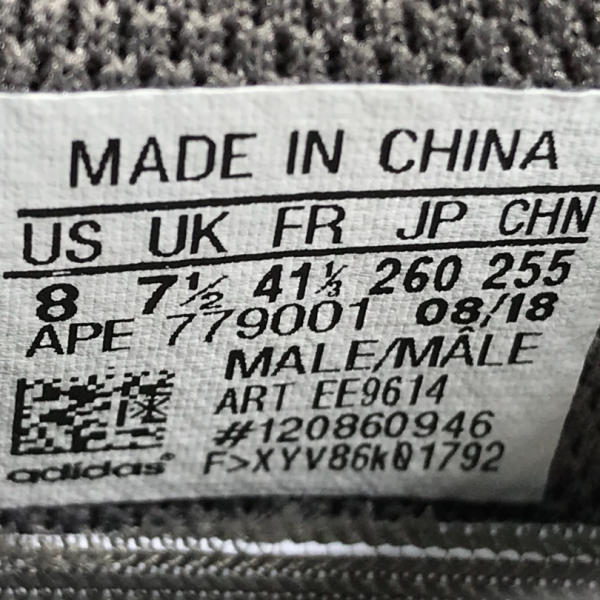 MADE IN CHINA
US UK FR JP CHN
8 7½ 41⅓ 260 255
APE 779001 08/18
MALE/MÂLE
ART EE9614
#120860946
adidas® F>XYV86k01792